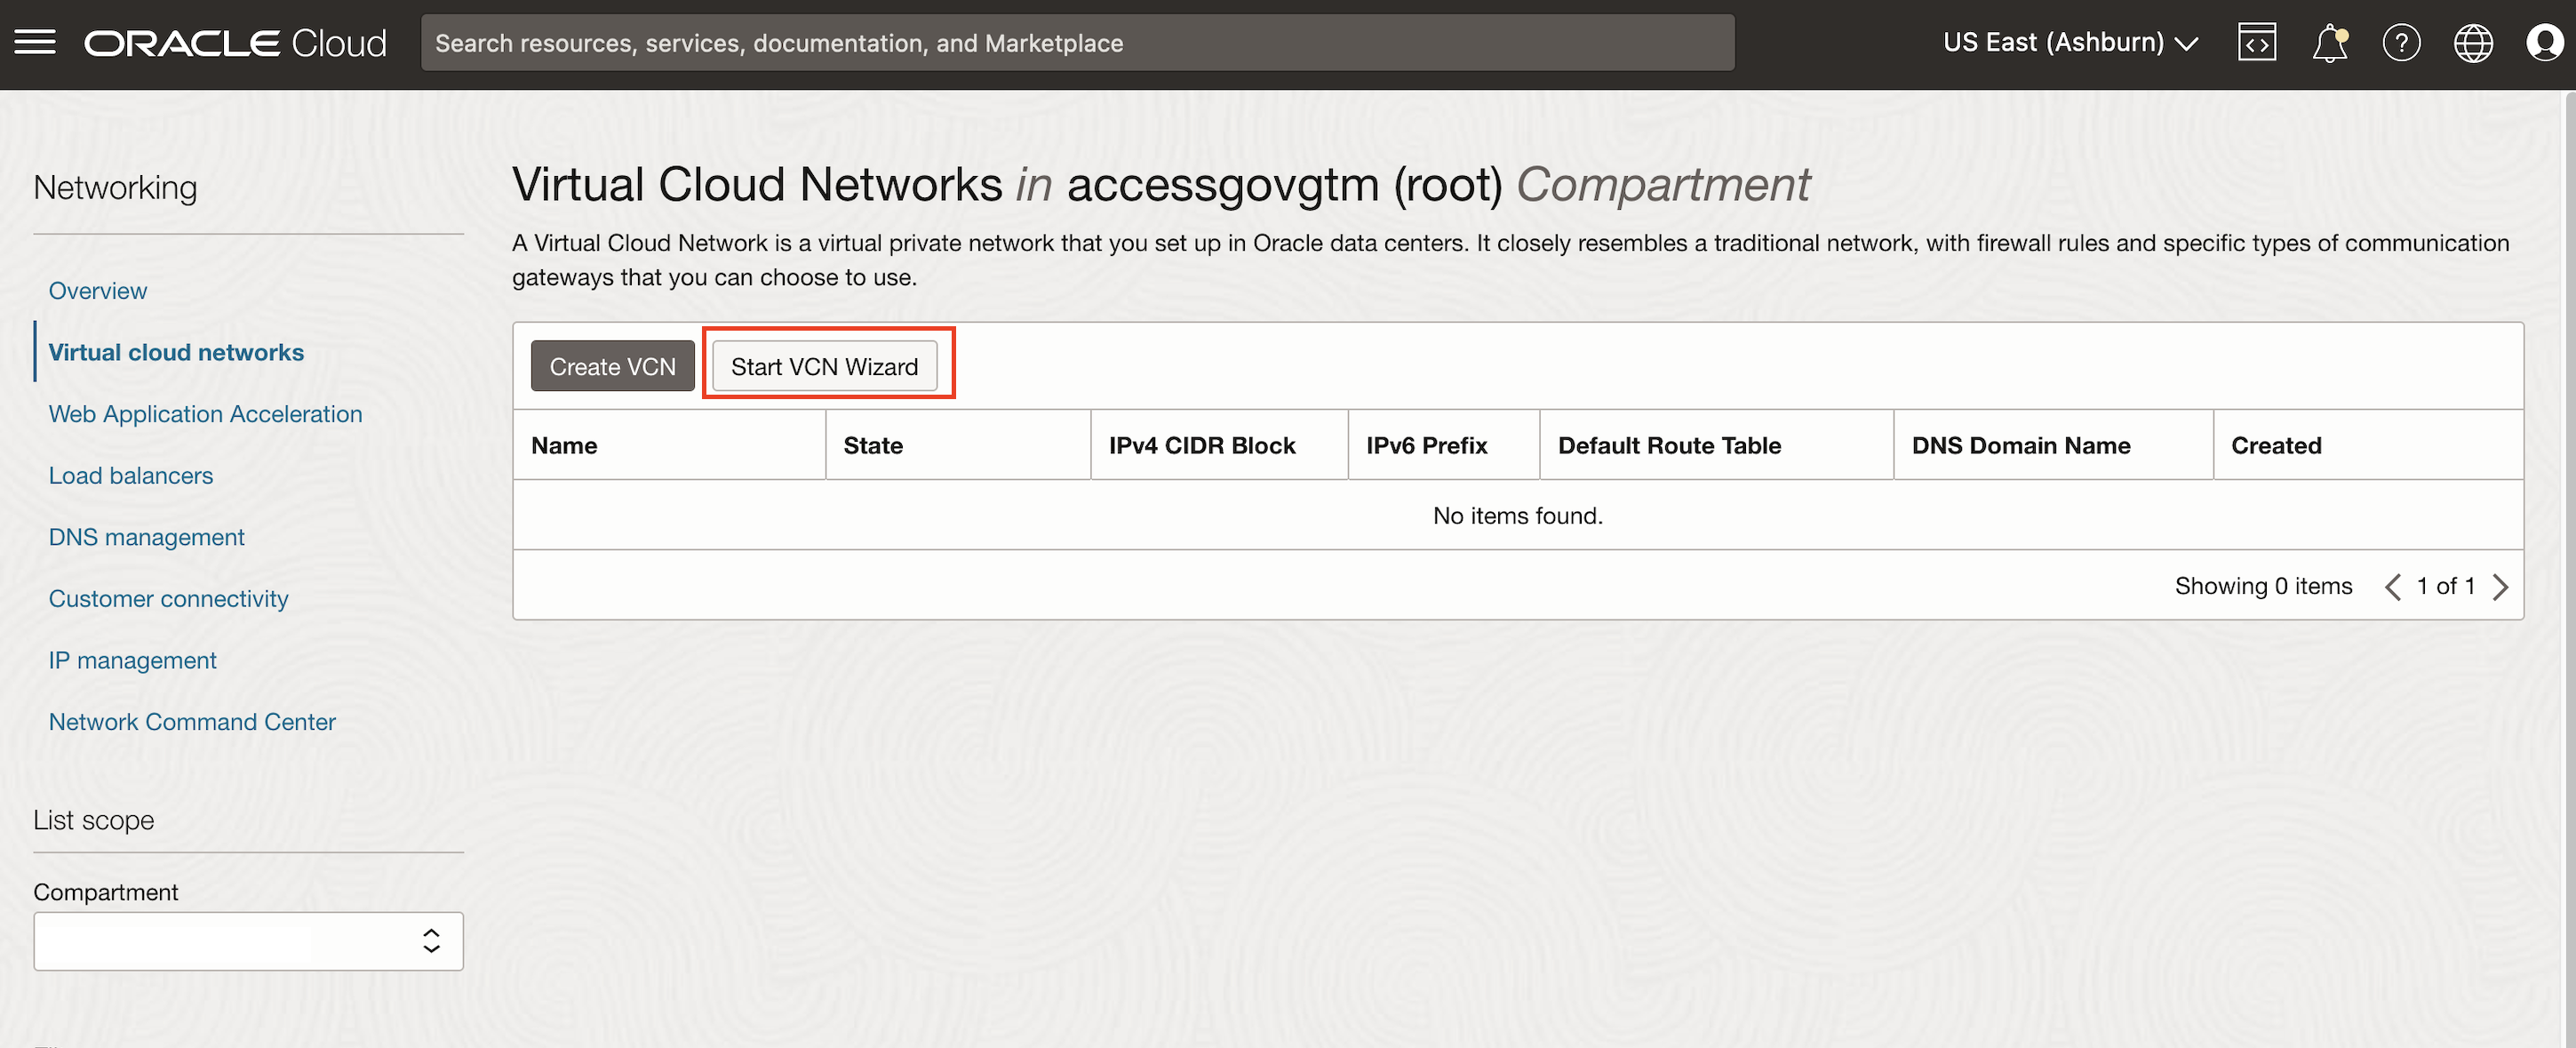 ORACLE Cloud
Search resources, services, documentation, and Marketplace
US East (Ashburn)
Networking
Overview
Virtual cloud networks
Web Application Acceleration
Load balancers
DNS management
Customer connectivity
IP management
Network Command Center
List scope
Compartment
Virtual Cloud Networks in accessgovgtm (root) Compartment
A Virtual Cloud Network is a virtual private network that you set up in Oracle data centers. It closely resembles a traditional network, with firewall rules and specific types of communication
gateways that you can choose to use.
Create VCN Start VCN Wizard
Name State IPv4 CIDR Block IPv6 Prefix Default Route Table DNS Domain Name Created
No items found.
Showing 0 items 1 of 1